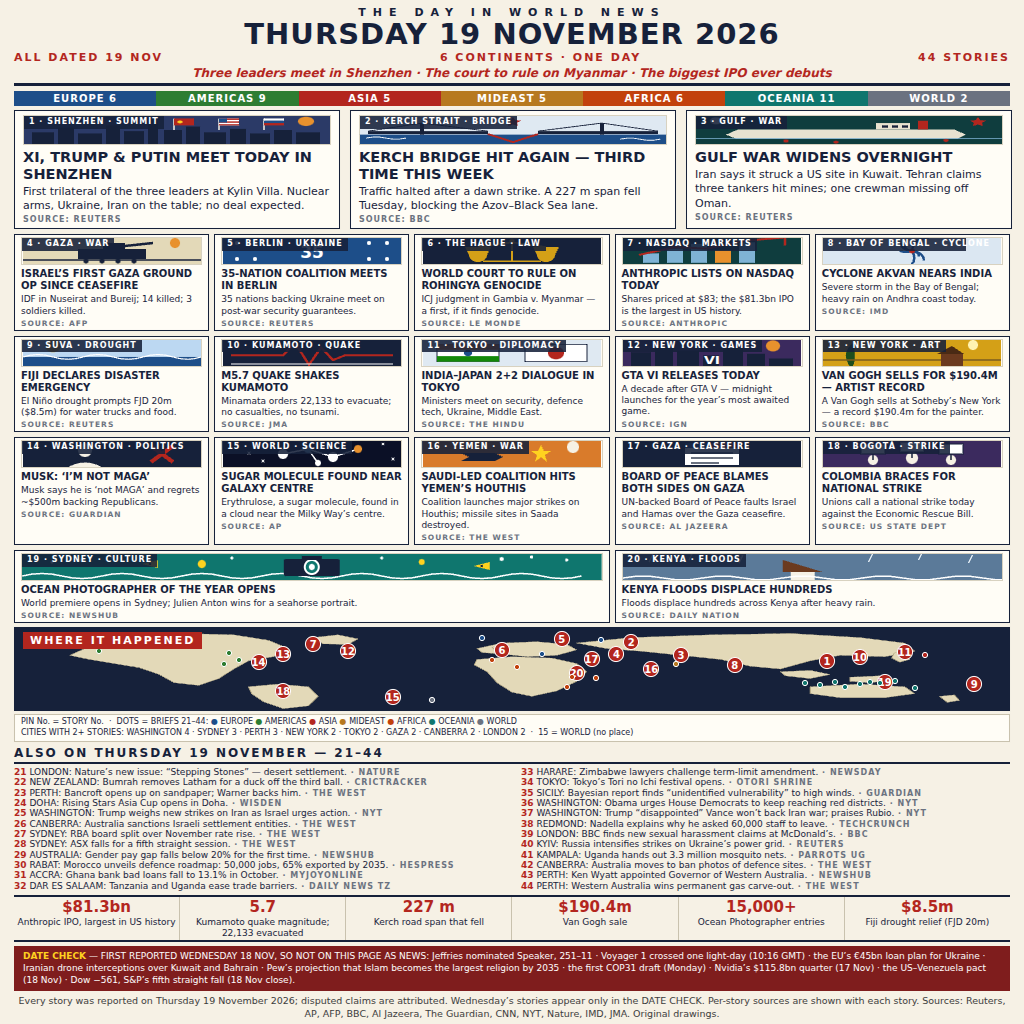 THE DAY IN WORLD NEWS
THURSDAY 19 NOVEMBER 2026
ALL DATED 19 NOV
6 CONTINENTS · ONE DAY
44 STORIES
Three leaders meet in Shenzhen · The court to rule on Myanmar · The biggest IPO ever debuts
EUROPE 6
AMERICAS 9
ASIA 5
MIDEAST 5
AFRICA 6
OCEANIA 11
WORLD 2
1 · SHENZHEN · SUMMIT
XI, TRUMP & PUTIN MEET TODAY IN
SHENZHEN
First trilateral of the three leaders at Kylin Villa. Nuclear
arms, Ukraine, Iran on the table; no deal expected.
SOURCE: REUTERS
2 · KERCH STRAIT · BRIDGE
KERCH BRIDGE HIT AGAIN — THIRD
TIME THIS WEEK
Traffic halted after a dawn strike. A 227 m span fell
Tuesday, blocking the Azov–Black Sea lane.
SOURCE: BBC
3 · GULF · WAR
GULF WAR WIDENS OVERNIGHT
Iran says it struck a US site in Kuwait. Tehran claims
three tankers hit mines; one crewman missing off
Oman.
SOURCE: REUTERS
4 · GAZA · WAR
ISRAEL'S FIRST GAZA GROUND
OP SINCE CEASEFIRE
IDF in Nuseirat and Bureij; 14 killed; 3
soldiers killed.
SOURCE: AFP
5 · BERLIN · UKRAINE
35
35-NATION COALITION MEETS
IN BERLIN
35 nations backing Ukraine meet on
post-war security guarantees.
SOURCE: REUTERS
6 · THE HAGUE · LAW
WORLD COURT TO RULE ON
ROHINGYA GENOCIDE
ICJ judgment in Gambia v. Myanmar —
a first, if it finds genocide.
SOURCE: LE MONDE
7 · NASDAQ · MARKETS
ANTHROPIC LISTS ON NASDAQ
TODAY
Shares priced at $83; the $81.3bn IPO
is the largest in US history.
SOURCE: ANTHROPIC
8 · BAY OF BENGAL · CYCLONE
CYCLONE AKVAN NEARS INDIA
Severe storm in the Bay of Bengal;
heavy rain on Andhra coast today.
SOURCE: IMD
9 · SUVA · DROUGHT
FIJI DECLARES DISASTER
EMERGENCY
El Niño drought prompts FJD 20m
($8.5m) for water trucks and food.
SOURCE: REUTERS
10 · KUMAMOTO · QUAKE
M5.7 QUAKE SHAKES
KUMAMOTO
Minamata orders 22,133 to evacuate;
no casualties, no tsunami.
SOURCE: JMA
11 · TOKYO · DIPLOMACY
INDIA–JAPAN 2+2 DIALOGUE IN
TOKYO
Ministers meet on security, defence
tech, Ukraine, Middle East.
SOURCE: THE HINDU
12 · NEW YORK · GAMES
VI
GTA VI RELEASES TODAY
A decade after GTA V — midnight
launches for the year's most awaited
game.
SOURCE: IGN
13 · NEW YORK · ART
VAN GOGH SELLS FOR $190.4M
— ARTIST RECORD
A Van Gogh sells at Sotheby's New York
— a record $190.4m for the painter.
SOURCE: BBC
14 · WASHINGTON · POLITICS
MUSK: 'I'M NOT MAGA'
Musk says he is 'not MAGA' and regrets
~$500m backing Republicans.
SOURCE: GUARDIAN
15 · WORLD · SCIENCE
SUGAR MOLECULE FOUND NEAR
GALAXY CENTRE
Erythrulose, a sugar molecule, found in
a cloud near the Milky Way's centre.
SOURCE: AP
16 · YEMEN · WAR
SAUDI-LED COALITION HITS
YEMEN'S HOUTHIS
Coalition launches major strikes on
Houthis; missile sites in Saada
destroyed.
SOURCE: THE WEST
17 · GAZA · CEASEFIRE
BOARD OF PEACE BLAMES
BOTH SIDES ON GAZA
UN-backed Board of Peace faults Israel
and Hamas over the Gaza ceasefire.
SOURCE: AL JAZEERA
18 · BOGOTÁ · STRIKE
COLOMBIA BRACES FOR
NATIONAL STRIKE
Unions call a national strike today
against the Economic Rescue Bill.
SOURCE: US STATE DEPT
19 · SYDNEY · CULTURE
OCEAN PHOTOGRAPHER OF THE YEAR OPENS
World premiere opens in Sydney; Julien Anton wins for a seahorse portrait.
SOURCE: NEWSHUB
20 · KENYA · FLOODS
KENYA FLOODS DISPLACE HUNDREDS
Floods displace hundreds across Kenya after heavy rain.
SOURCE: DAILY NATION
WHERE IT HAPPENED
14
13
7
12
18
15
6
5
2
17
4
20
16
3
8
1
10
11
19
9
PIN No. = STORY No. · DOTS = BRIEFS 21–44: ● EUROPE ● AMERICAS ● ASIA ● MIDEAST ● AFRICA ● OCEANIA ● WORLD
CITIES WITH 2+ STORIES: WASHINGTON 4 · SYDNEY 3 · PERTH 3 · NEW YORK 2 · TOKYO 2 · GAZA 2 · CANBERRA 2 · LONDON 2 · 15 = WORLD (no place)
ALSO ON THURSDAY 19 NOVEMBER — 21–44
21 LONDON: Nature's new issue: "Stepping Stones" — desert settlement. · NATURE
22 NEW ZEALAND: Bumrah removes Latham for a duck off the third ball. · CRICTRACKER
23 PERTH: Bancroft opens up on sandpaper; Warner backs him. · THE WEST
24 DOHA: Rising Stars Asia Cup opens in Doha. · WISDEN
25 WASHINGTON: Trump weighs new strikes on Iran as Israel urges action. · NYT
26 CANBERRA: Australia sanctions Israeli settlement entities. · THE WEST
27 SYDNEY: RBA board split over November rate rise. · THE WEST
28 SYDNEY: ASX falls for a fifth straight session. · THE WEST
29 AUSTRALIA: Gender pay gap falls below 20% for the first time. · NEWSHUB
30 RABAT: Morocco unveils defence roadmap: 50,000 jobs, 65% exported by 2035. · HESPRESS
31 ACCRA: Ghana bank bad loans fall to 13.1% in October. · MYJOYONLINE
32 DAR ES SALAAM: Tanzania and Uganda ease trade barriers. · DAILY NEWS TZ
33 HARARE: Zimbabwe lawyers challenge term-limit amendment. · NEWSDAY
34 TOKYO: Tokyo's Tori no Ichi festival opens. · OTORI SHRINE
35 SICILY: Bayesian report finds "unidentified vulnerability" to high winds. · GUARDIAN
36 WASHINGTON: Obama urges House Democrats to keep reaching red districts. · NYT
37 WASHINGTON: Trump "disappointed" Vance won't back Iran war; praises Rubio. · NYT
38 REDMOND: Nadella explains why he asked 60,000 staff to leave. · TECHCRUNCH
39 LONDON: BBC finds new sexual harassment claims at McDonald's. · BBC
40 KYIV: Russia intensifies strikes on Ukraine's power grid. · REUTERS
41 KAMPALA: Uganda hands out 3.3 million mosquito nets. · PARROTS UG
42 CANBERRA: Australia moves to ban photos of defence sites. · THE WEST
43 PERTH: Ken Wyatt appointed Governor of Western Australia. · NEWSHUB
44 PERTH: Western Australia wins permanent gas carve-out. · THE WEST
$81.3bn
Anthropic IPO, largest in US history
5.7
Kumamoto quake magnitude;
22,133 evacuated
227 m
Kerch road span that fell
$190.4m
Van Gogh sale
15,000+
Ocean Photographer entries
$8.5m
Fiji drought relief (FJD 20m)
DATE CHECK — FIRST REPORTED WEDNESDAY 18 NOV, SO NOT ON THIS PAGE AS NEWS: Jeffries nominated Speaker, 251–11 · Voyager 1 crossed one light-day (10:16 GMT) · the EU's €45bn loan plan for Ukraine ·
Iranian drone interceptions over Kuwait and Bahrain · Pew's projection that Islam becomes the largest religion by 2035 · the first COP31 draft (Monday) · Nvidia's $115.8bn quarter (17 Nov) · the US–Venezuela pact
(18 Nov) · Dow −561, S&P's fifth straight fall (18 Nov close).
Every story was reported on Thursday 19 November 2026; disputed claims are attributed. Wednesday's stories appear only in the DATE CHECK. Per-story sources are shown with each story. Sources: Reuters,
AP, AFP, BBC, Al Jazeera, The Guardian, CNN, NYT, Nature, IMD, JMA. Original drawings.